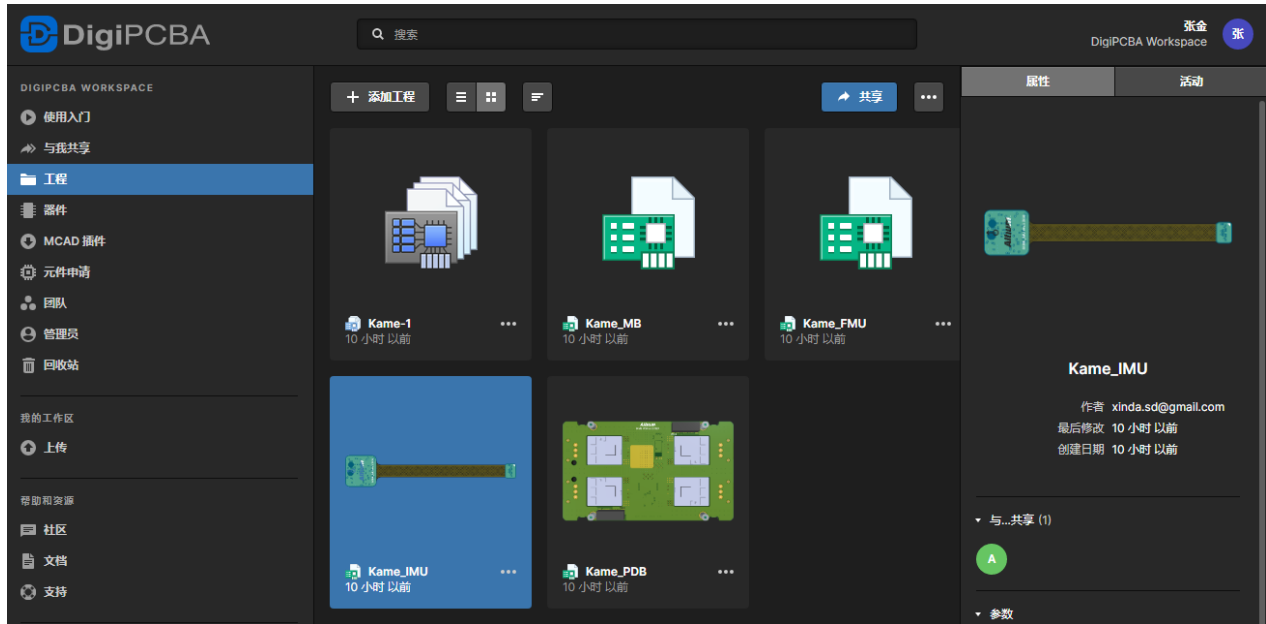 DigiPCBA
搜索
张金
DigiPCBA Workspace
张
DIGIPCBA WORKSPACE
使用入门
与我共享
工程
器件
MCAD 插件
元件申请
团队
管理员
回收站
我的工作区
上传
帮助和资源
社区
文档
支持
添加工程
共享
Kame-1
10 小时 以前
Kame_MB
10 小时 以前
Kame_FMU
10 小时 以前
Kame_IMU
10 小时 以前
Kame_PDB
10 小时 以前
属性
活动
Altium
Kame_IMU
作者 xinda.sd@gmail.com
最后修改 10 小时 以前
创建日期 10 小时 以前
与...共享 (1)
A
参数